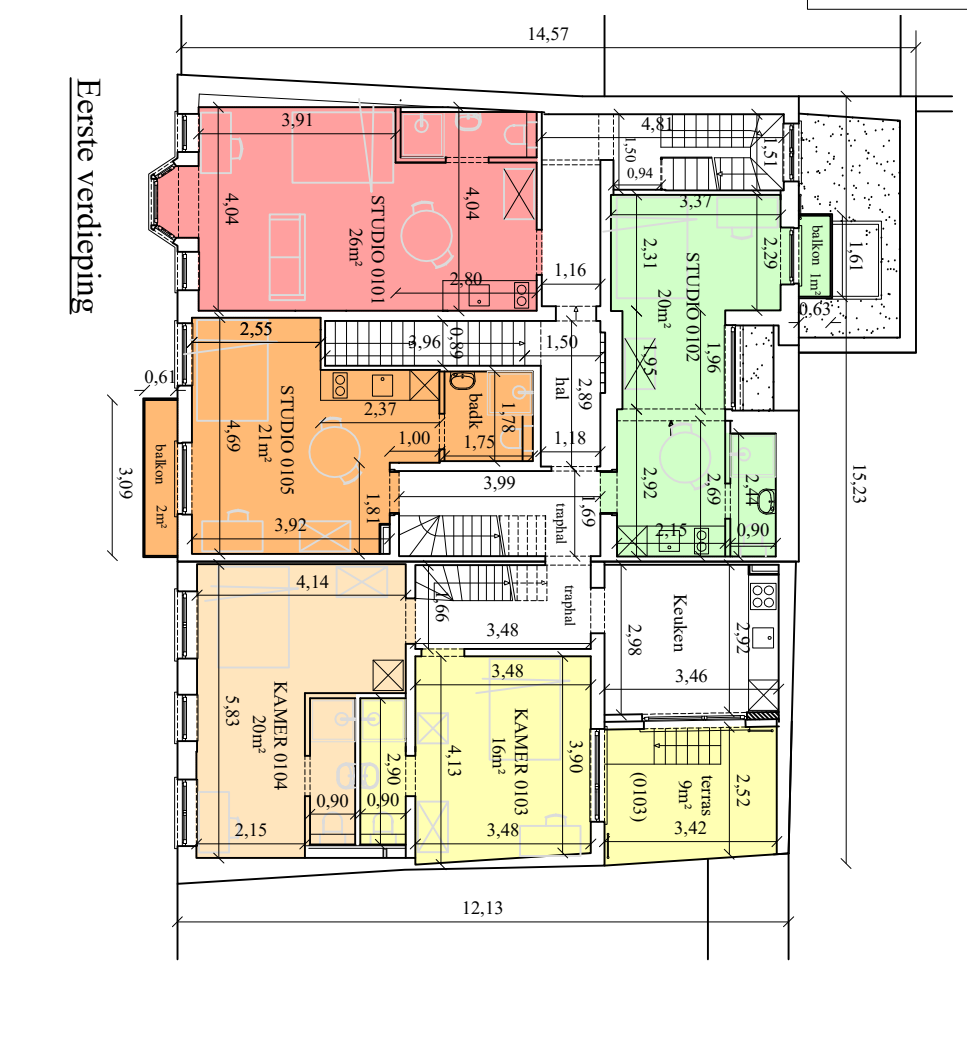 14,57
Eerste verdieping
3,91
4,81
1,50
0,94
1,51
4,04
4,04
STUDIO 0101
26m²
3,37
2,31
2,29
STUDIO 0102
20m²
balkon 1m²
1,61
0,63
2,80
1,16
2,55
3,96
0,89
1,50
1,95
1,96
0,61
hal
2,89
STUDIO 0105
21m²
2,37
badk
1,78
4,69
1,00
1,75
1,18
balkon 2m²
3,09
3,99
1,69
traphal
2,92
2,69
2,44
15,23
1,81
3,92
2,15
0,90
4,14
traphal
3,48
Keuken
2,98
2,92
3,46
3,48
KAMER 0104
20m²
5,83
KAMER 0103
16m²
4,13
3,90
2,90
terras
9m²
(0103)
2,52
0,90
0,90
2,15
3,48
3,42
12,13